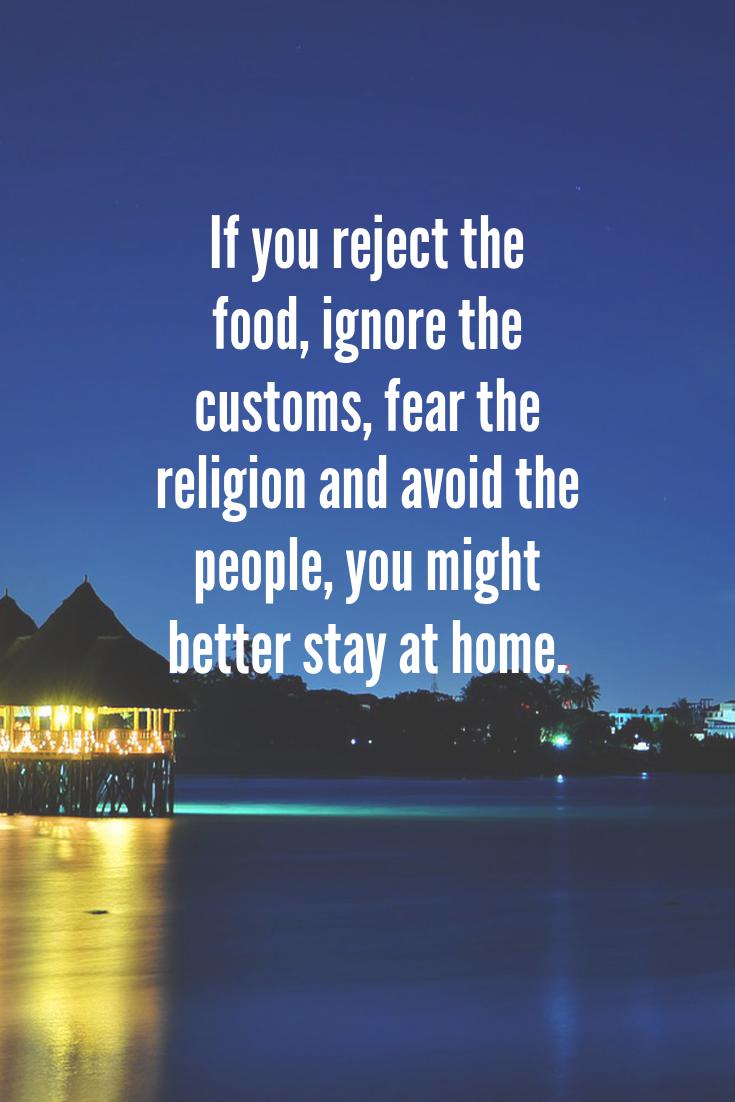 If you reject the
food, ignore the
customs, fear the
religion and avoid the
people, you might
better stay at home.